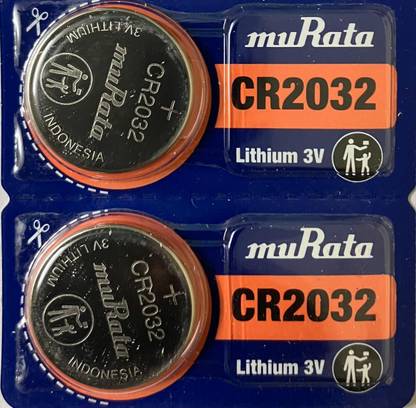 3V LITHIUM
muRata
CR2032
+
INDONESIA
muRata
CR2032
Lithium 3V
3V LITHIUM
muRata
CR2032
+
INDONESIA
muRata
CR2032
Lithium 3V